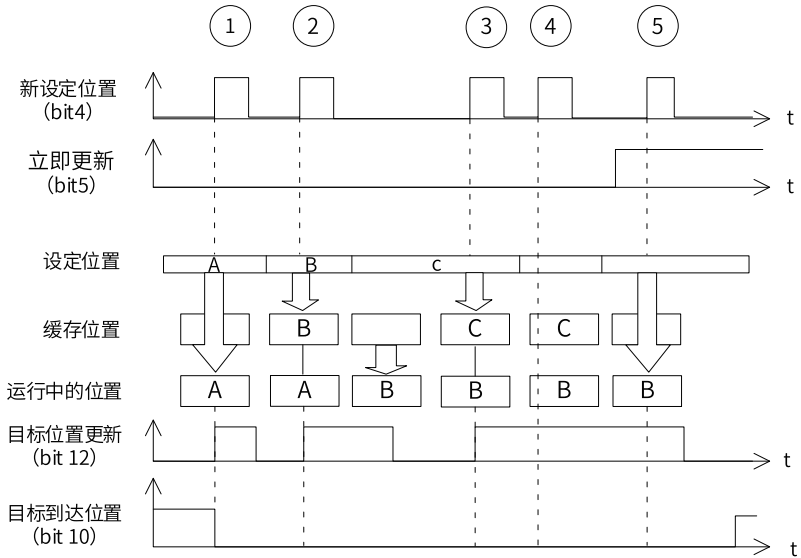 1 2 3 4 5
新设定位置
（bit4）
t
立即更新
（bit5）
t
设定位置 A B c
缓存位置 B C C
运行中的位置 A A B B B B
目标位置更新
（bit 12）
t
目标到达位置
（bit 10）
t